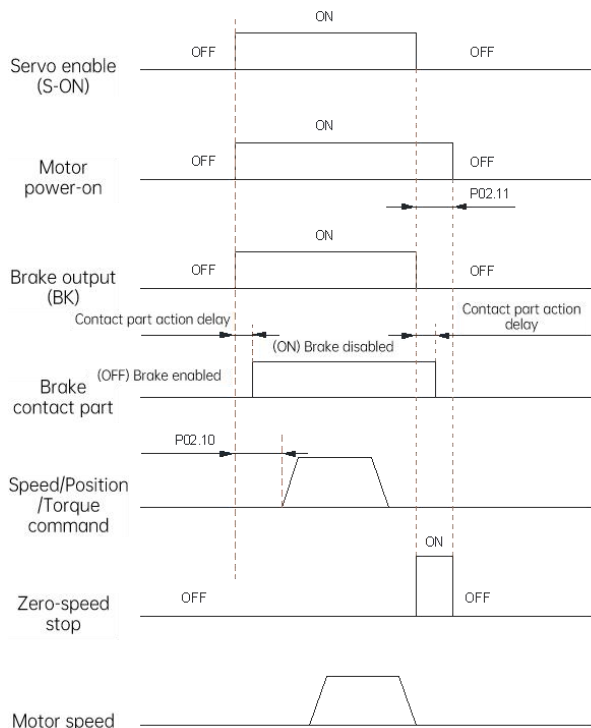 ON
Servo enable
(S-ON)
OFF
OFF
ON
Motor
power-on
OFF
OFF
P02.11
ON
Brake output
(BK)
OFF
OFF
Contact part action delay
Contact part action
delay
(ON) Brake disabled
(OFF) Brake enabled
Brake
contact part
P02.10
Speed/Position
/Torque
command
ON
Zero-speed
stop
OFF
OFF
Motor speed